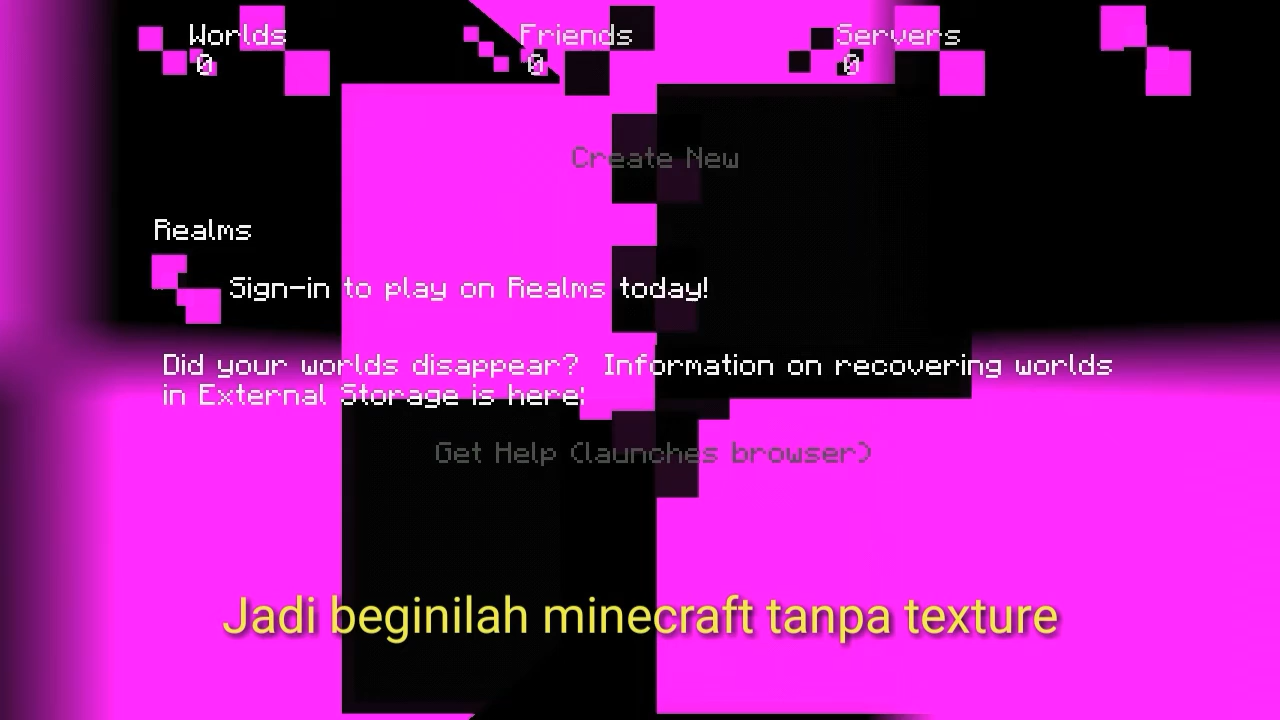 Worlds
0
Friends
0
Servers
0
Create New
Realms
Sign-in to play on Realms today!
Did your worlds disappear? Information on recovering worlds
in External Storage is here:
Get Help (launches browser)
Jadi beginilah minecraft tanpa texture